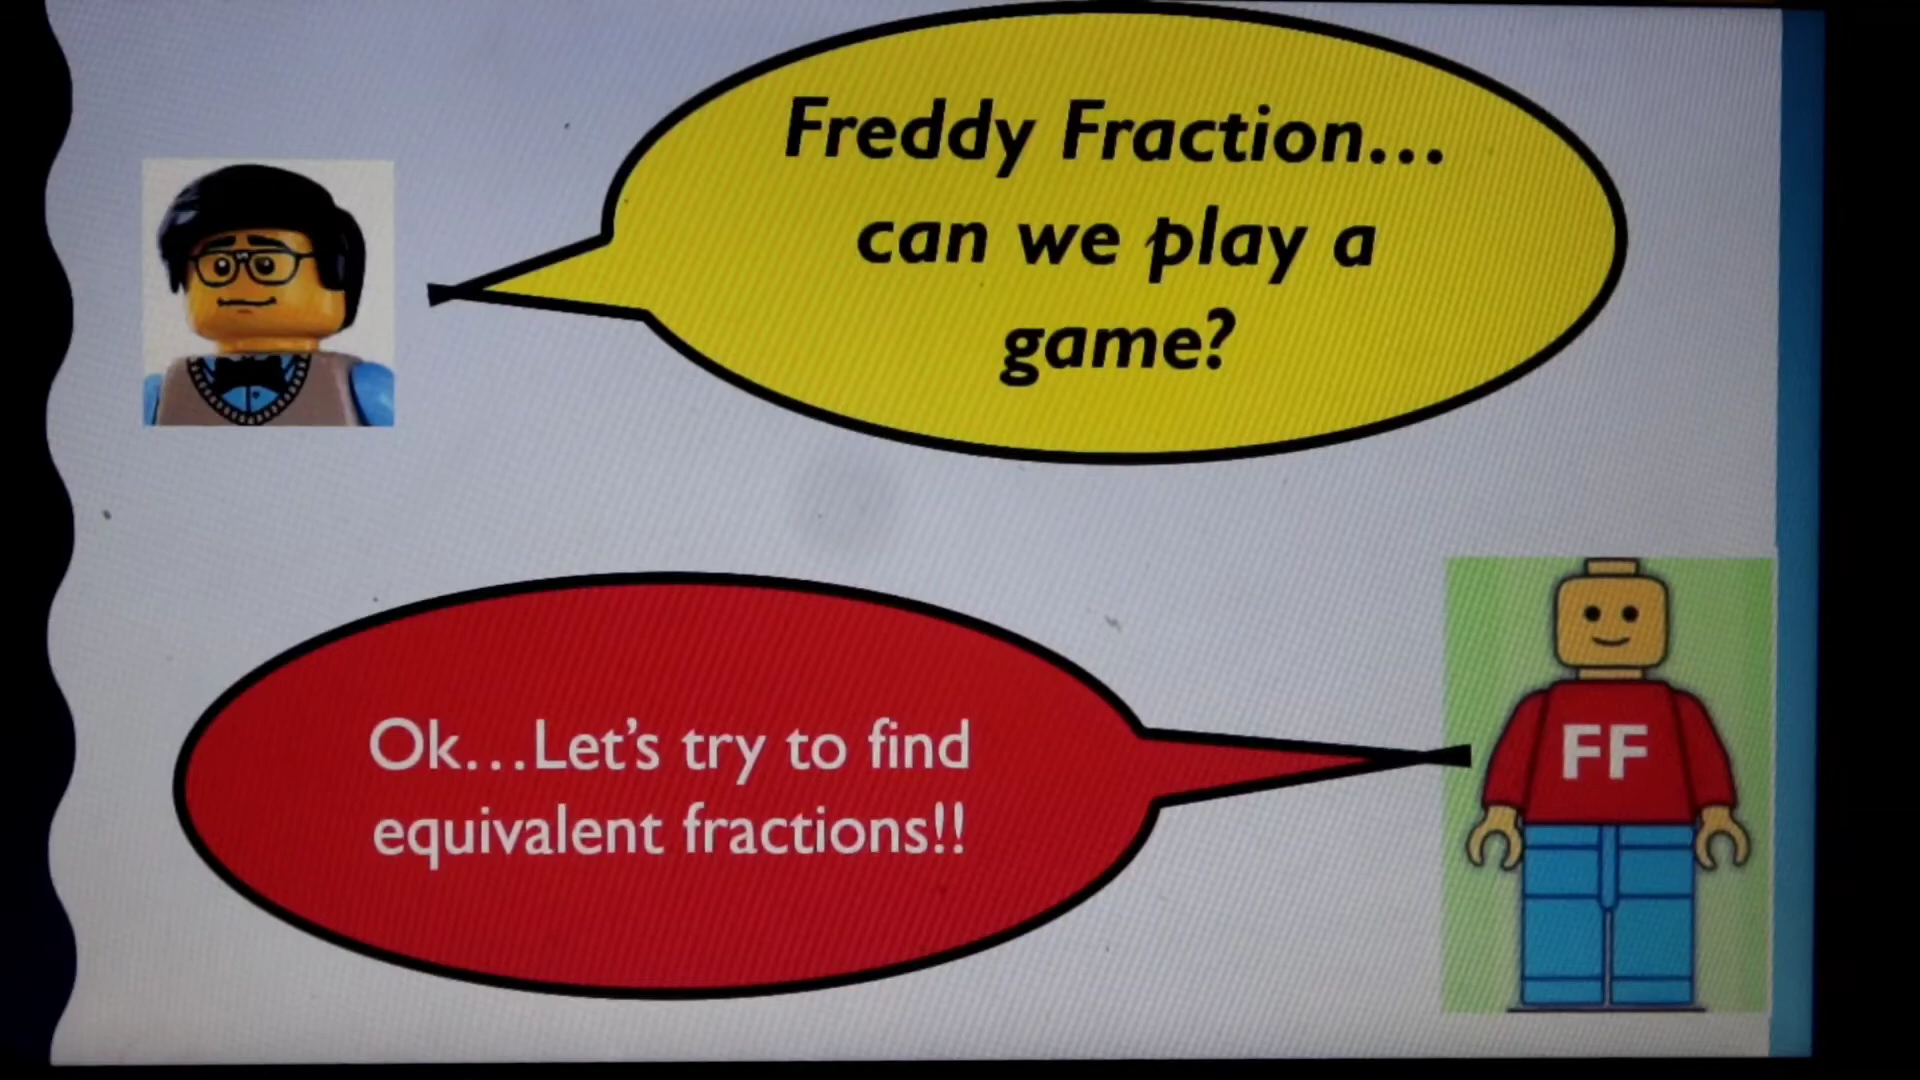 Freddy Fraction...
can we play a
game?
Ok...Let's try to find
equivalent fractions!!
FF